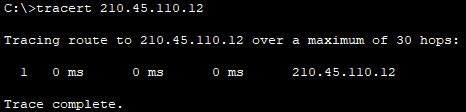 C:\>tracert 210.45.110.12
Tracing route to 210.45.110.12 over a maximum of 30 hops:
1 0 ms 0 ms 0 ms 210.45.110.12
Trace complete.